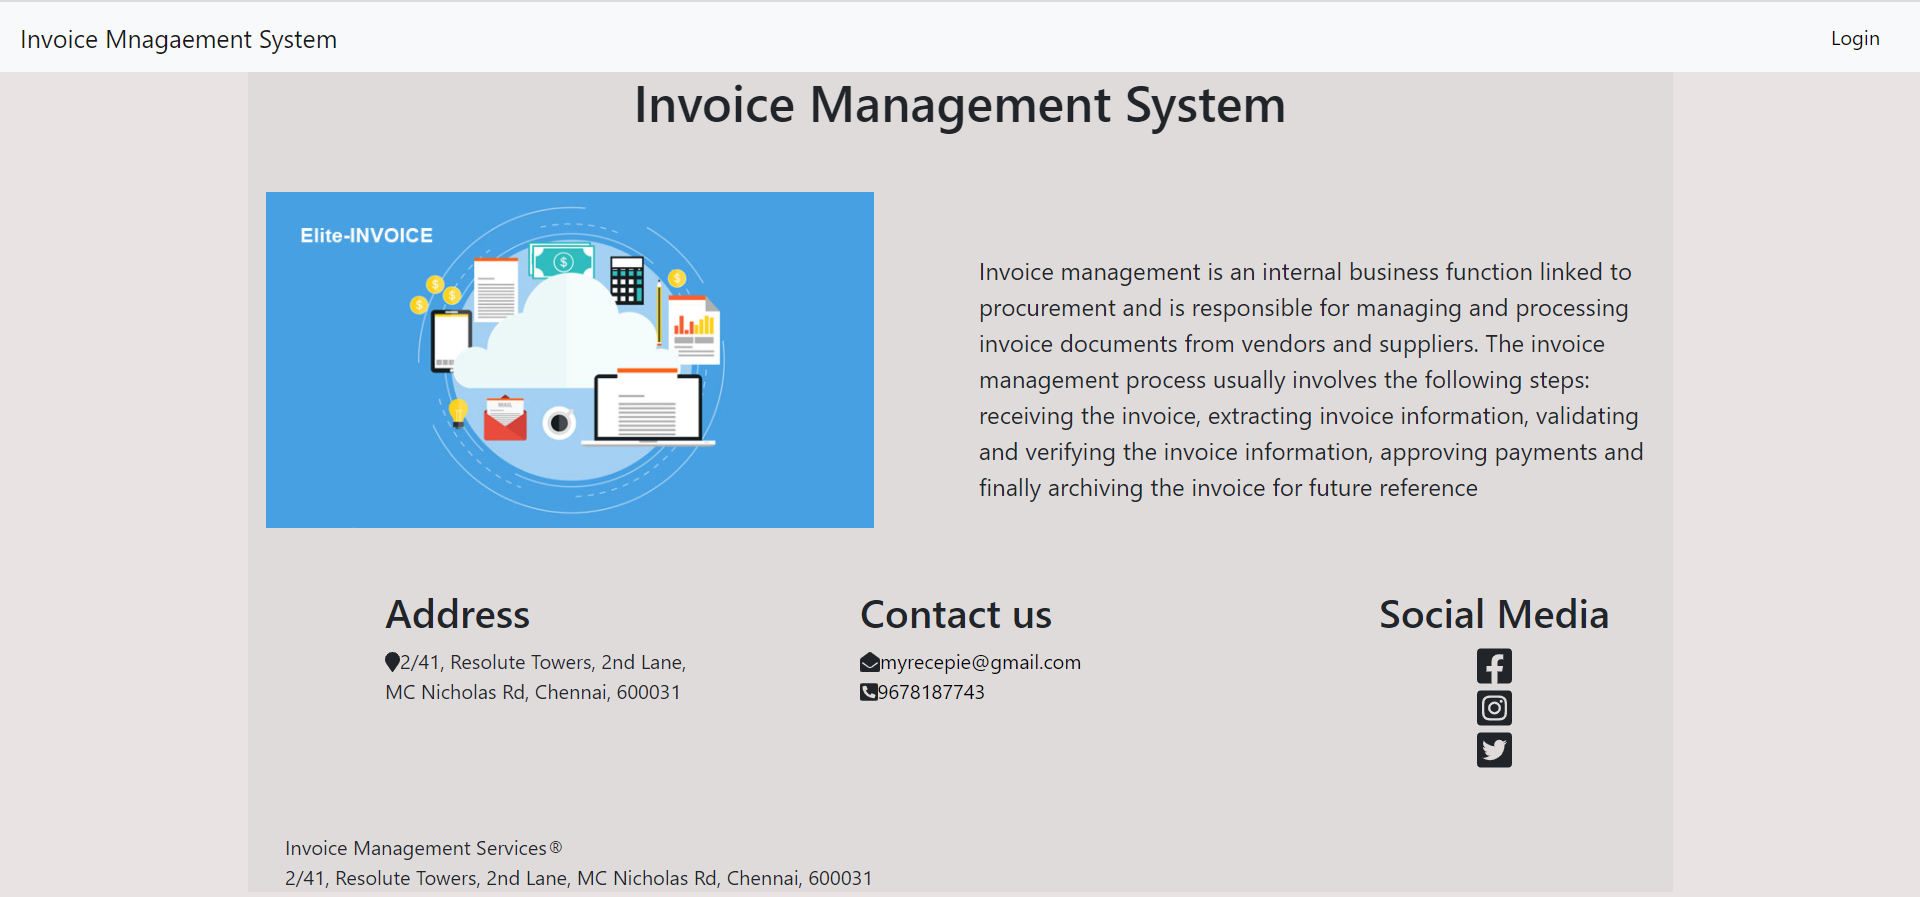 Invoice Mnagaement System
Login
Invoice Management System
Elite-INVOICE
MAIL
Invoice management is an internal business function linked to
procurement and is responsible for managing and processing
invoice documents from vendors and suppliers. The invoice
management process usually involves the following steps:
receiving the invoice, extracting invoice information, validating
and verifying the invoice information, approving payments and
finally archiving the invoice for future reference
Address
2/41, Resolute Towers, 2nd Lane,
MC Nicholas Rd, Chennai, 600031
Contact us
myrecepie@gmail.com
9678187743
Social Media
Invoice Management Services®
2/41, Resolute Towers, 2nd Lane, MC Nicholas Rd, Chennai, 600031